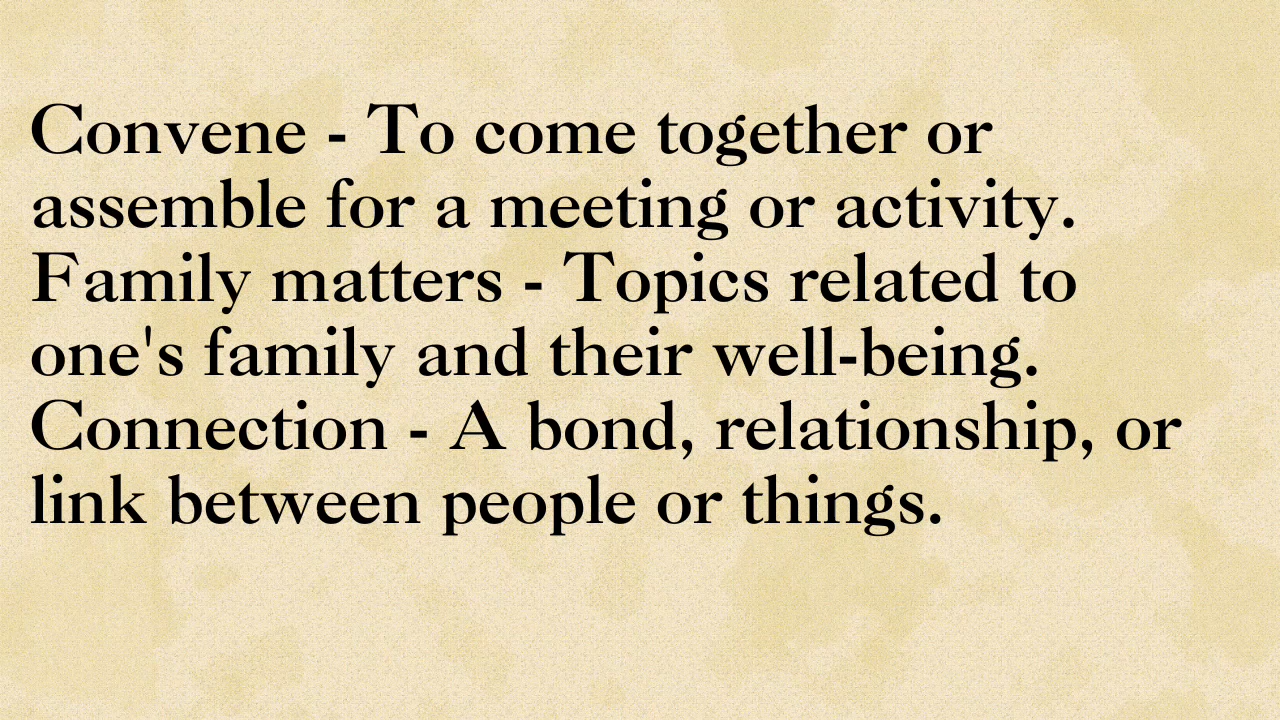 Convene - To come together or
assemble for a meeting or activity.
Family matters - Topics related to
one's family and their well-being.
Connection - A bond, relationship, or
link between people or things.